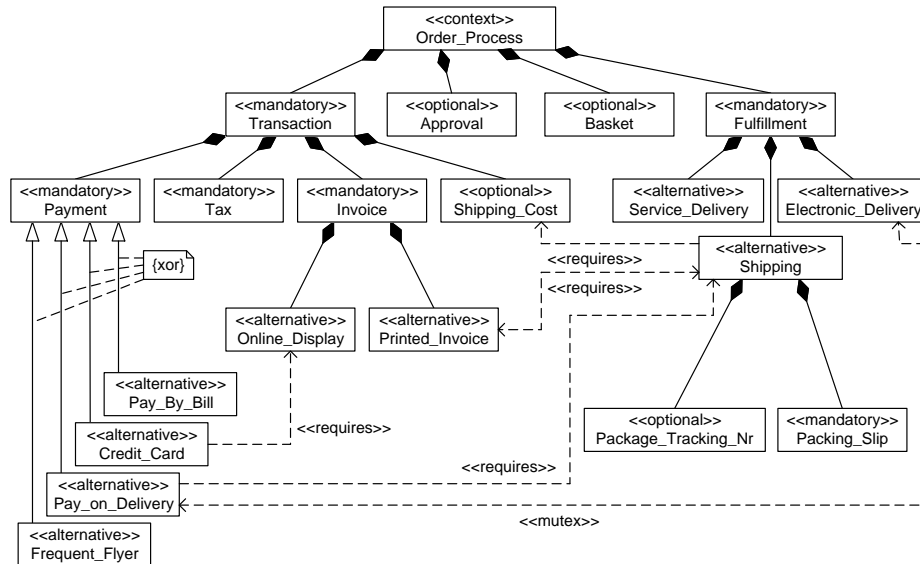 <<context>>
Order_Process
<<mandatory>>
Transaction
<<optional>>
Approval
<<optional>>
Basket
<<mandatory>>
Fulfillment
<<mandatory>>
Payment
<<mandatory>>
Tax
<<mandatory>>
Invoice
<<optional>>
Shipping_Cost
<<alternative>>
Service_Delivery
<<alternative>>
Electronic_Delivery
{xor}
<<requires>>
<<alternative>>
Shipping
<<requires>>
<<alternative>>
Online_Display
<<alternative>>
Printed_Invoice
<<alternative>>
Pay_By_Bill
<<requires>>
<<optional>>
Package_Tracking_Nr
<<mandatory>>
Packing_Slip
<<alternative>>
Credit_Card
<<requires>>
<<alternative>>
Pay_on_Delivery
<<mutex>>
<<alternative>>
Frequent_Flyer